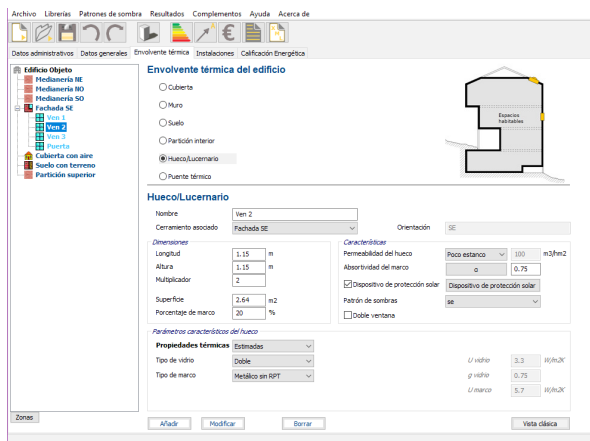 Archivo Librerías Patrones de sombra Resultados Complementos Ayuda Acerca de
Datos administrativos Datos generales Envolvente térmica Instalaciones Calificación Energética
Edificio Objeto
Medianería NE
Medianería NO
Medianería SO
Fachada SE
Ven 1
Ven 2
Ven 3
Puerta
Cubierta con aire
Suelo con terreno
Partición superior
Zonas
Envolvente térmica del edificio
Cubierta
Muro
Suelo
Partición interior
Hueco/Lucernario
Puente térmico
Espacios
habitables
Hueco/Lucernario
Nombre Ven 2
Cerramiento asociado Fachada SE Orientación SE
Dimensiones
Longitud 1.15 m
Altura 1.15 m
Multiplicador 2
Superficie 2.64 m2
Porcentaje de marco 20 %
Características
Permeabilidad del hueco Poco estanco 100 m3/hm2
Absortividad del marco α 0.75
Dispositivo de protección solar Dispositivo de protección solar
Patrón de sombras se
Doble ventana
Parámetros característicos del hueco
Propiedades térmicas Estimadas
Tipo de vidrio Doble U vidrio 3.3 W/m2K
Tipo de marco Metálico sin RPT g vidrio 0.75
U marco 5.7 W/m2K
Añadir Modificar Borrar Vista clásica